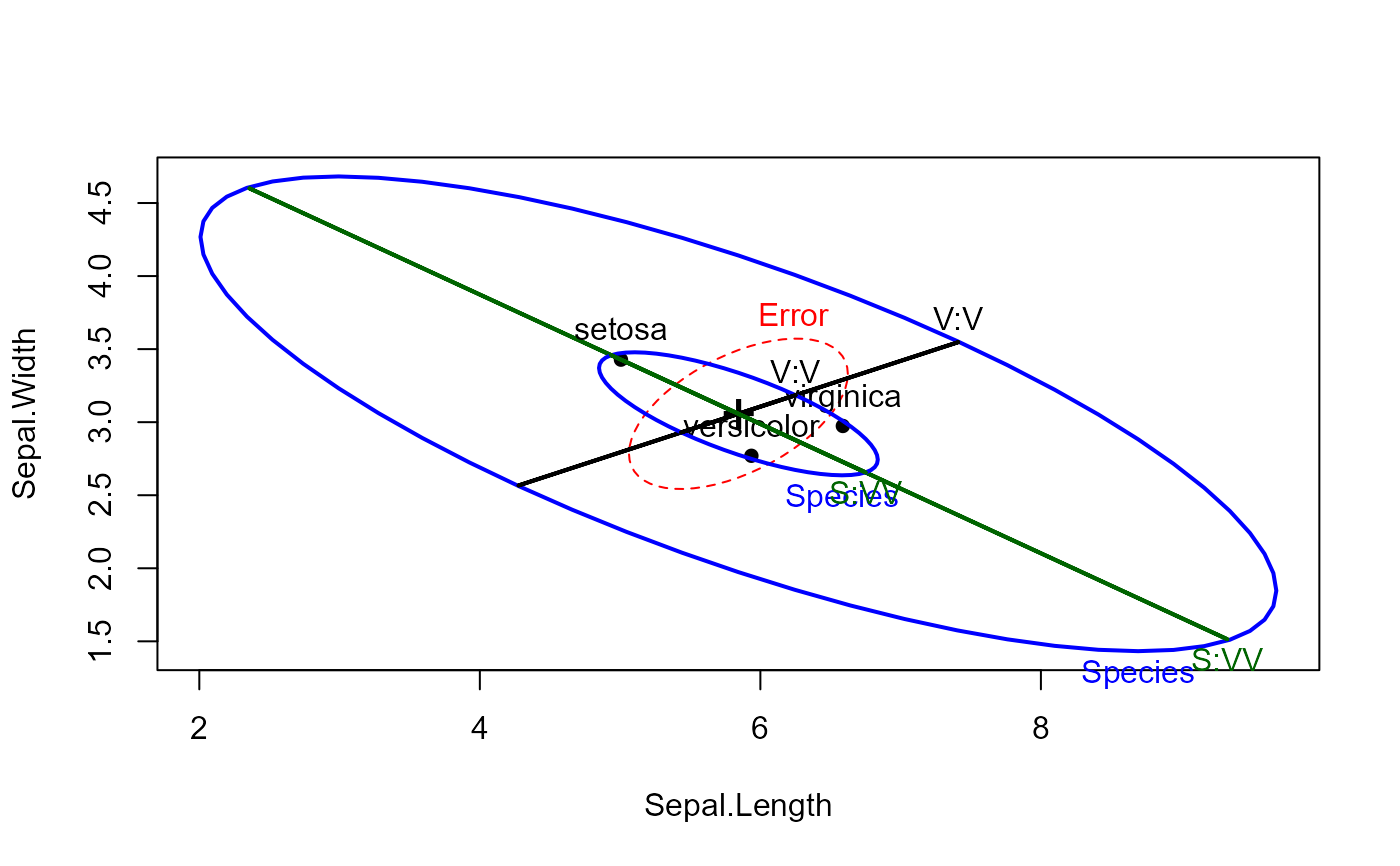 Error
V:V
setosa
V:V
virginica
versicolor
S:VV
Species
S:VV
Species
4.5
4.0
3.5
3.0
2.5
2.0
1.5
Sepal.Width
2 4 6 8
Sepal.Length